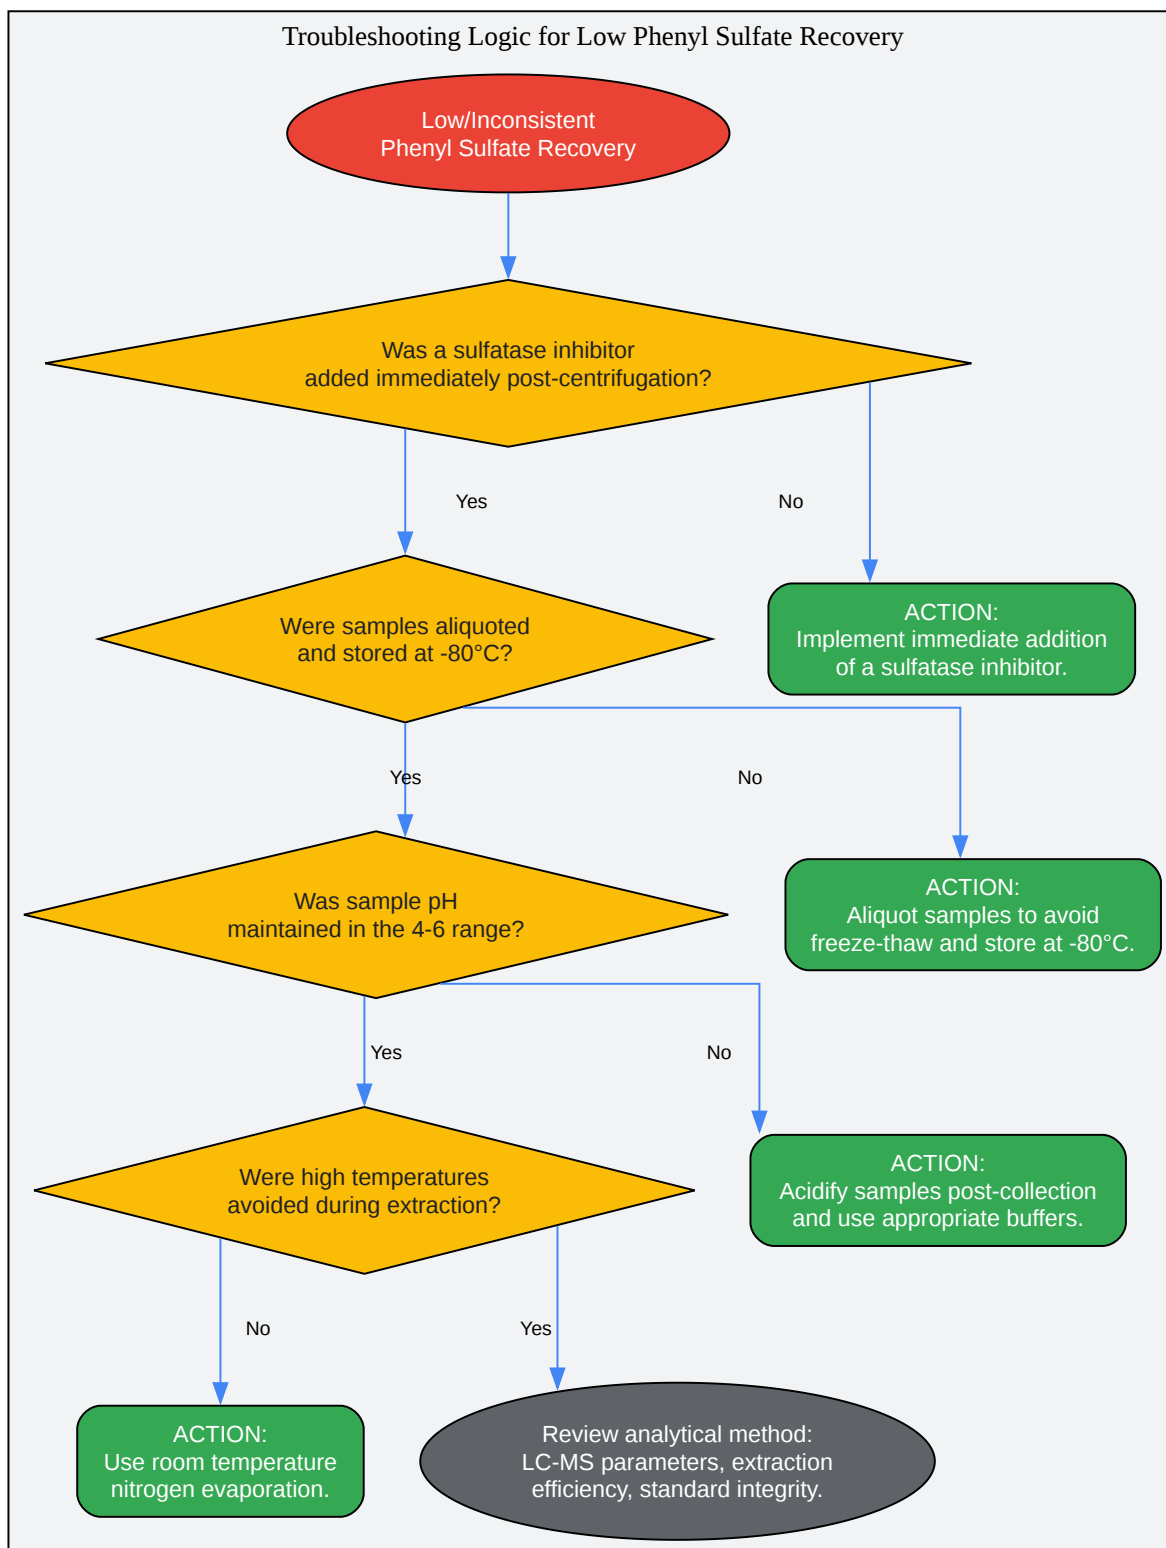 Troubleshooting Logic for Low Phenyl Sulfate Recovery
Low/Inconsistent
Phenyl Sulfate Recovery
Was a sulfatase inhibitor
added immediately post-centrifugation?
Yes
No
ACTION:
Implement immediate addition
of a sulfatase inhibitor.
Were samples aliquoted
and stored at -80°C?
Yes
No
ACTION:
Aliquot samples to avoid
freeze-thaw and store at -80°C.
Was sample pH
maintained in the 4-6 range?
Yes
No
ACTION:
Acidify samples post-collection
and use appropriate buffers.
Were high temperatures
avoided during extraction?
No
Yes
ACTION:
Use room temperature
nitrogen evaporation.
Review analytical method:
LC-MS parameters, extraction
efficiency, standard integrity.